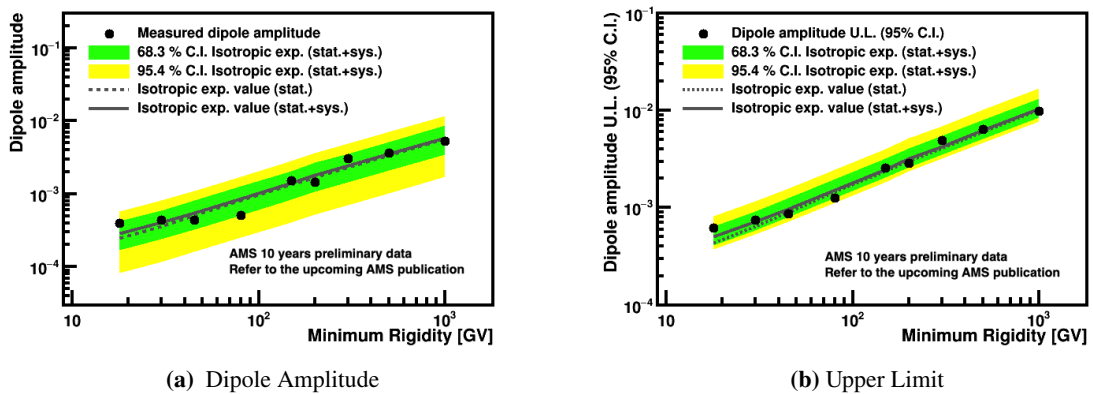 Dipole amplitude
10⁻¹
10⁻²
10⁻³
10⁻⁴
Measured dipole amplitude
68.3 % C.I. Isotropic exp. (stat.+sys.)
95.4 % C.I. Isotropic exp. (stat.+sys.)
Isotropic exp. value (stat.)
Isotropic exp. value (stat.+sys.)
AMS 10 years preliminary data
Refer to the upcoming AMS publication
10
10²
10³
Minimum Rigidity [GV]
(a) Dipole Amplitude
Dipole amplitude U.L. (95% C.I.)
10⁻¹
10⁻²
10⁻³
10⁻⁴
Dipole amplitude U.L. (95% C.I.)
68.3 % C.I. Isotropic exp. (stat.+sys.)
95.4 % C.I. Isotropic exp. (stat.+sys.)
Isotropic exp. value (stat.)
Isotropic exp. value (stat.+sys.)
AMS 10 years preliminary data
Refer to the upcoming AMS publication
10
10²
10³
Minimum Rigidity [GV]
(b) Upper Limit